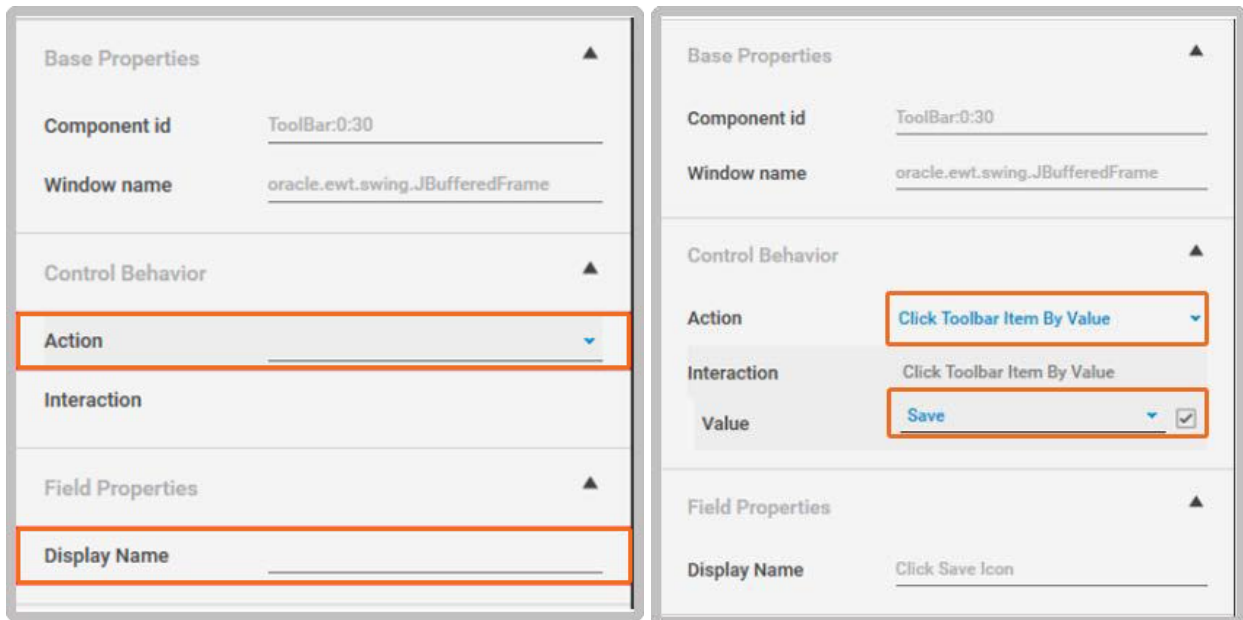 Base Properties
Component id ToolBar:0:30
Window name oracle.ewt.swing.JBufferedFrame
Control Behavior
Action
Interaction
Field Properties
Display Name
Base Properties
Component id ToolBar:0:30
Window name oracle.ewt.swing.JBufferedFrame
Control Behavior
Action Click Toolbar Item By Value
Interaction Click Toolbar Item By Value
Value Save
Field Properties
Display Name Click Save Icon